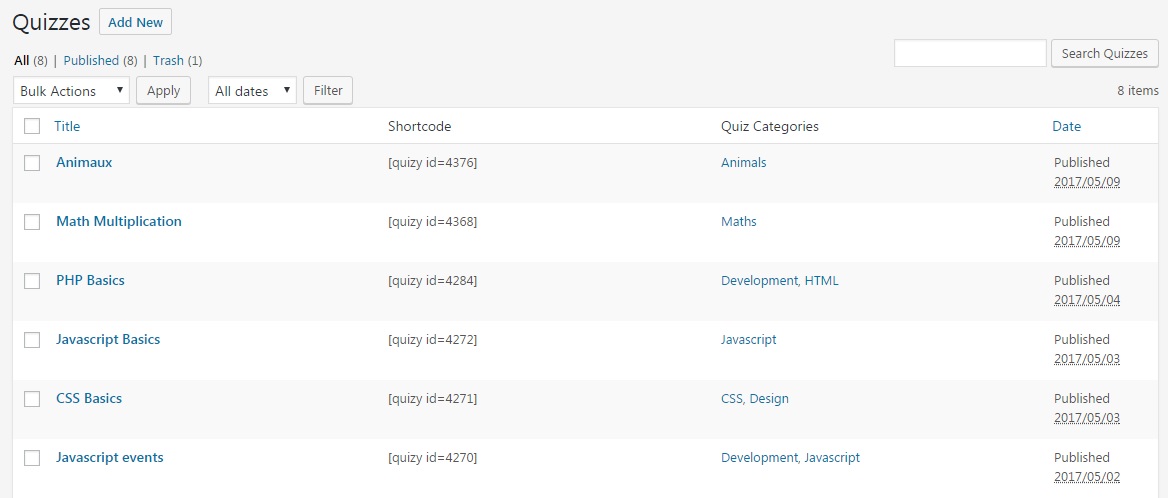 Quizzes Add New
All (8) | Published (8) | Trash (1)
Search Quizzes
Bulk Actions Apply All dates Filter 8 items
Title Shortcode Quiz Categories Date
Animaux [quizy id=4376] Animals Published
2017/05/09
Math Multiplication [quizy id=4368] Maths Published
2017/05/09
PHP Basics [quizy id=4284] Development, HTML Published
2017/05/04
Javascript Basics [quizy id=4272] Javascript Published
2017/05/03
CSS Basics [quizy id=4271] CSS, Design Published
2017/05/03
Javascript events [quizy id=4270] Development, Javascript Published
2017/05/02